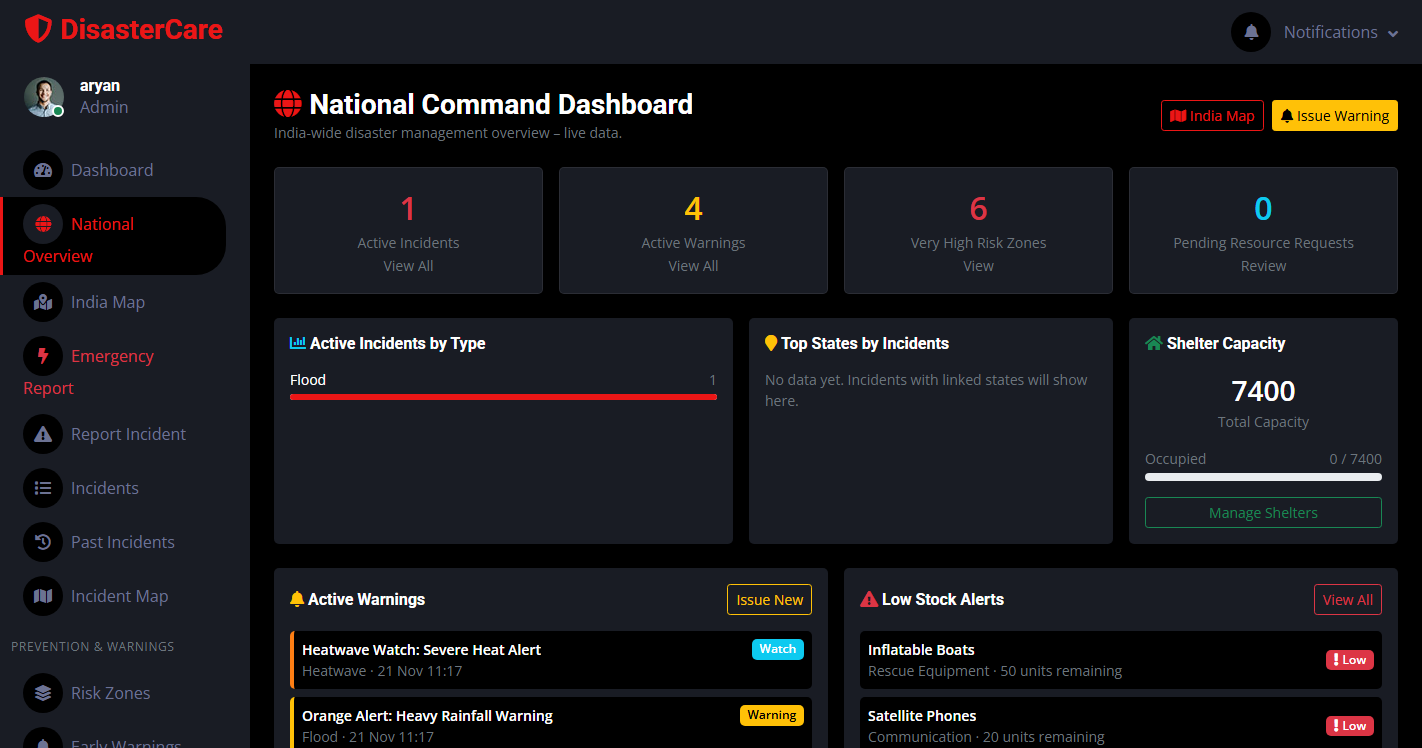 DisasterCare
Notifications
aryan
Admin
Dashboard
National
Overview
India Map
Emergency
Report
Report Incident
Incidents
Past Incidents
Incident Map
PREVENTION & WARNINGS
Risk Zones
Early Warnings
National Command Dashboard
India-wide disaster management overview – live data.
India Map
Issue Warning
1
Active Incidents
View All
4
Active Warnings
View All
6
Very High Risk Zones
View
0
Pending Resource Requests
Review
Active Incidents by Type
Flood 1
Top States by Incidents
No data yet. Incidents with linked states will show
here.
Shelter Capacity
7400
Total Capacity
Occupied 0 / 7400
Manage Shelters
Active Warnings
Issue New
Heatwave Watch: Severe Heat Alert
Watch
Heatwave · 21 Nov 11:17
Orange Alert: Heavy Rainfall Warning
Warning
Flood · 21 Nov 11:17
Low Stock Alerts
View All
Inflatable Boats
Rescue Equipment · 50 units remaining
! Low
Satellite Phones
Communication · 20 units remaining
! Low